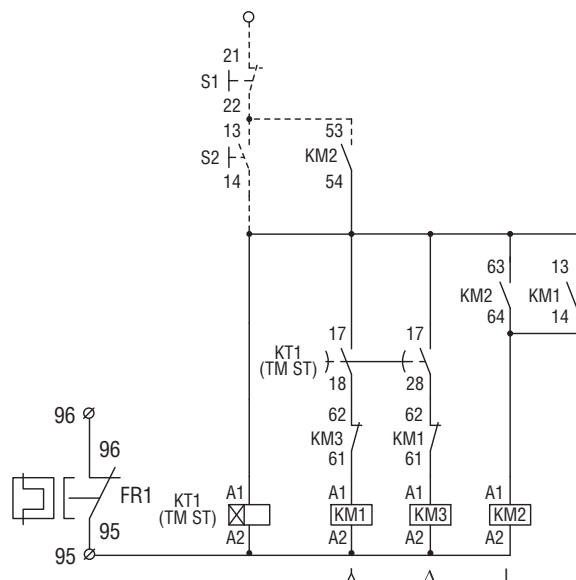 21
S1
22
13 53
S2 KM2
14 54
63 13
KM2 KM1
64 14
17 17
KT1
(TM ST)
18 28
96
62 62
KM3 KM1
96
61 61
FR1
KT1
(TM ST)
A1 A1 A1 A1
KM1 KM3 KM2
95
A2 A2 A2 A2
95